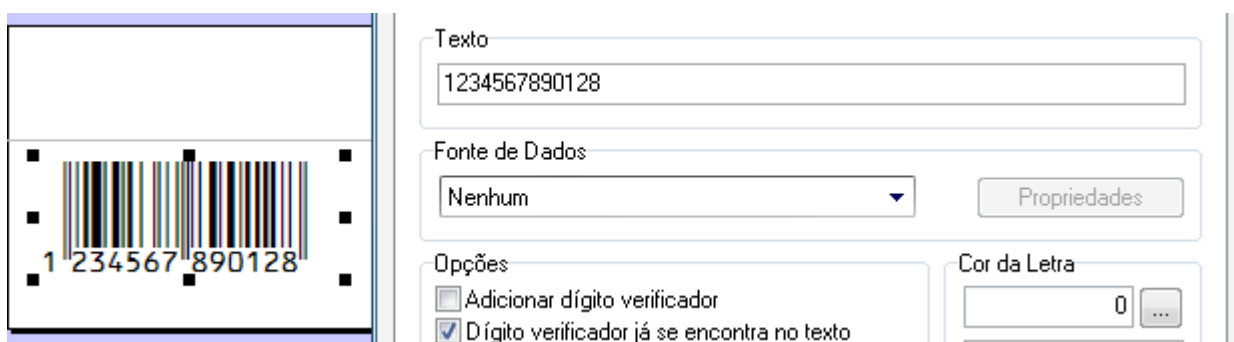 1 234567 890128
Texto
1234567890128
Fonte de Dados
Nenhum
Propriedades
Opções
Adicionar dígito verificador
Dígito verificador já se encontra no texto
Cor da Letra
0 ...